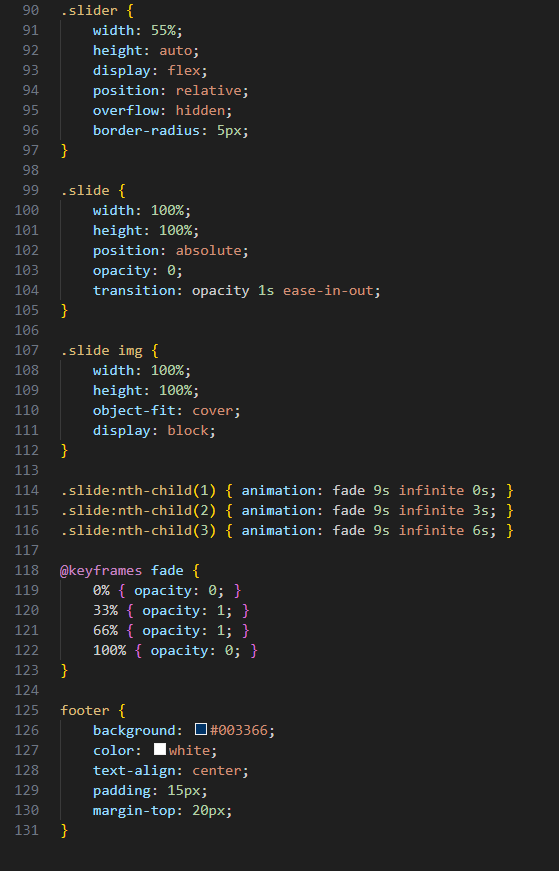 90 .slider {
91 width: 55%;
92 height: auto;
93 display: flex;
94 position: relative;
95 overflow: hidden;
96 border-radius: 5px;
97 }
98
99 .slide {
100 width: 100%;
101 height: 100%;
102 position: absolute;
103 opacity: 0;
104 transition: opacity 1s ease-in-out;
105 }
106
107 .slide img {
108 width: 100%;
109 height: 100%;
110 object-fit: cover;
111 display: block;
112 }
113
114 .slide:nth-child(1) { animation: fade 9s infinite 0s; }
115 .slide:nth-child(2) { animation: fade 9s infinite 3s; }
116 .slide:nth-child(3) { animation: fade 9s infinite 6s; }
117
118 @keyframes fade {
119 0% { opacity: 0; }
120 33% { opacity: 1; }
121 66% { opacity: 1; }
122 100% { opacity: 0; }
123 }
124
125 footer {
126 background: #003366;
127 color: white;
128 text-align: center;
129 padding: 15px;
130 margin-top: 20px;
131 }